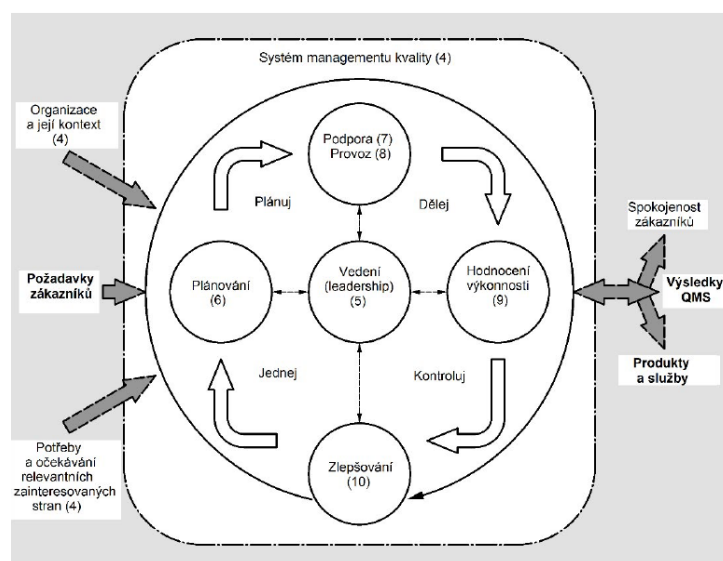 Systém managementu kvality (4)
Organizace
a její kontext
(4)
Podpora (7)
Provoz (8)
Plánuj
Dělej
Spokojenost
zákazníků
Požadavky
zákazníků
Plánování
(6)
Vedení
(leadership)
(5)
Hodnocení
výkonnosti
(9)
Výsledky
QMS
Jednej
Kontroluj
Produkty
a služby
Potřeby
a očekávání
relevantních
zainteresovaných
stran (4)
Zlepšování
(10)